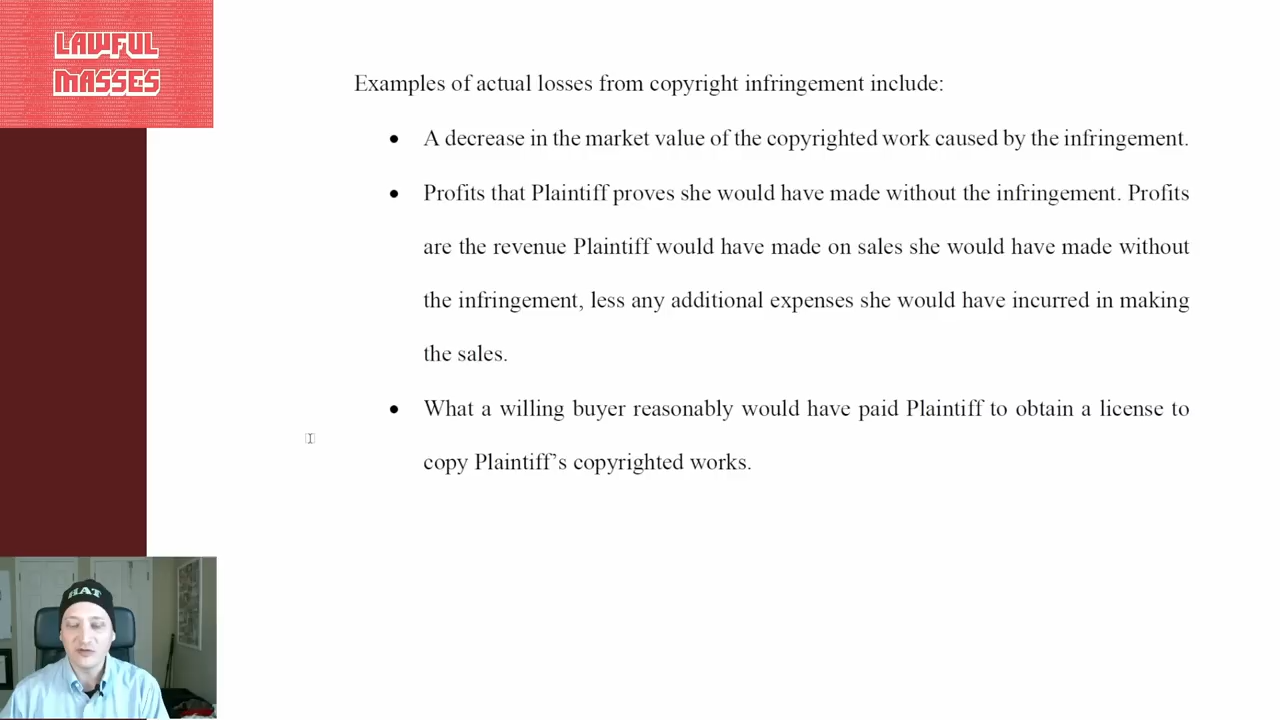 LAWFUL
MASSES
Examples of actual losses from copyright infringement include:
• A decrease in the market value of the copyrighted work caused by the infringement.
• Profits that Plaintiff proves she would have made without the infringement. Profits
are the revenue Plaintiff would have made on sales she would have made without
the infringement, less any additional expenses she would have incurred in making
the sales.
• What a willing buyer reasonably would have paid Plaintiff to obtain a license to
copy Plaintiff’s copyrighted works.
HAT